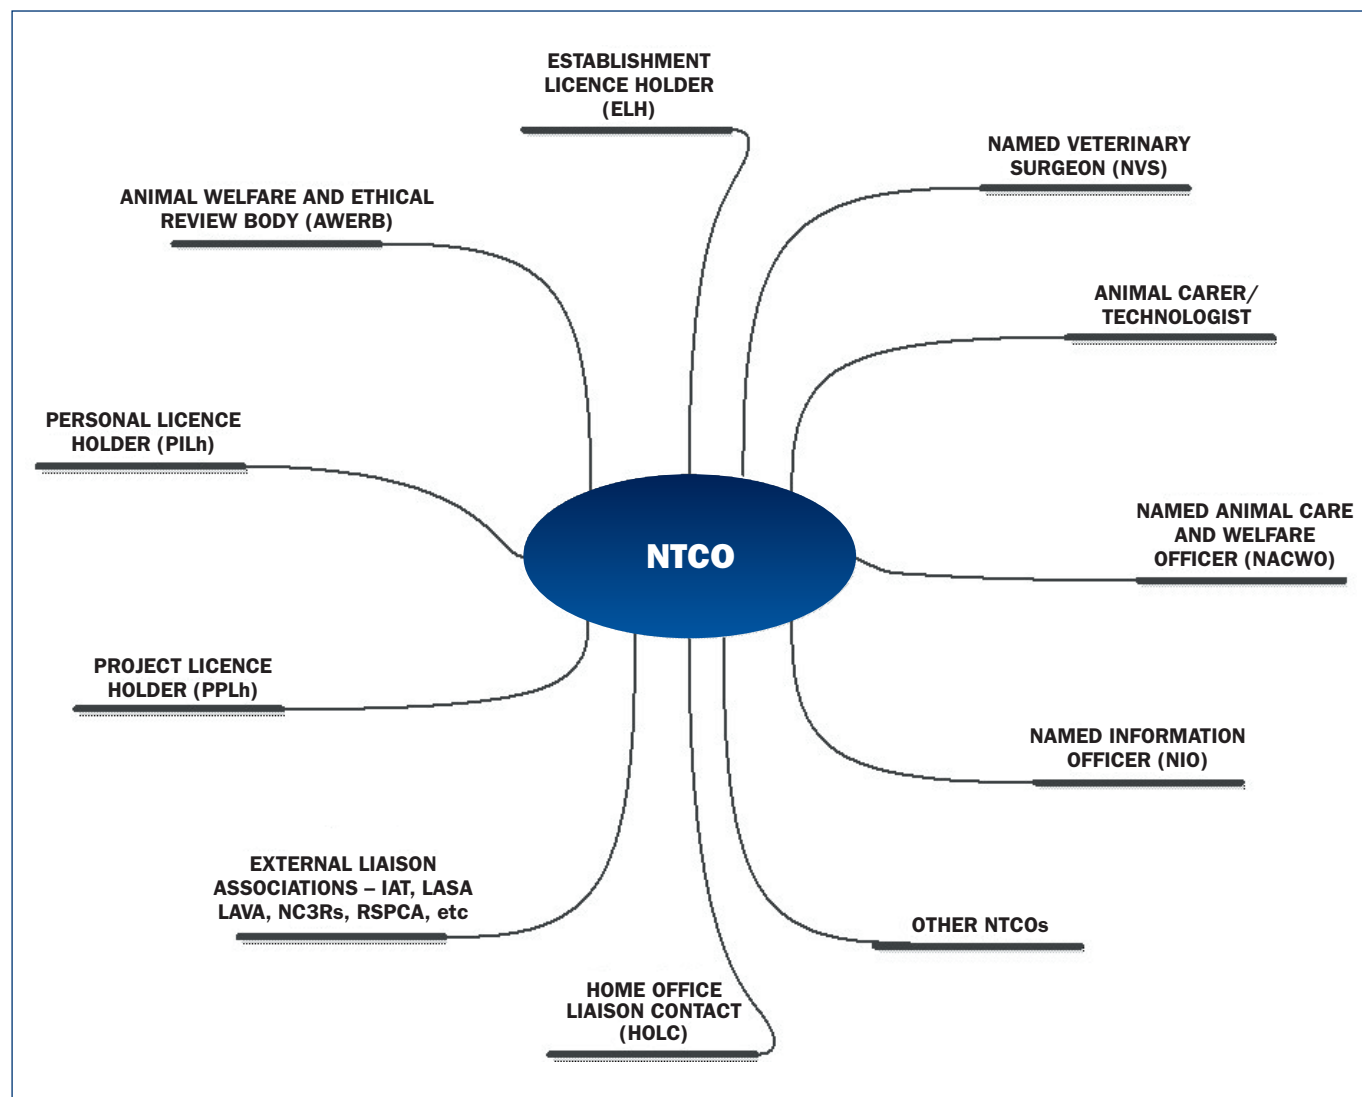 ESTABLISHMENT
LICENCE HOLDER
(ELH)
NAMED VETERINARY
SURGEON (NVS)
ANIMAL WELFARE AND ETHICAL
REVIEW BODY (AWERB)
ANIMAL CARER/
TECHNOLOGIST
PERSONAL LICENCE
HOLDER (PILh)
NAMED ANIMAL CARE
AND WELFARE
OFFICER (NACWO)
NTCO
PROJECT LICENCE
HOLDER (PPLh)
NAMED INFORMATION
OFFICER (NIO)
EXTERNAL LIAISON
ASSOCIATIONS – IAT, LASA
LAVA, NC3Rs, RSPCA, etc
OTHER NTCOs
HOME OFFICE
LIAISON CONTACT
(HOLC)